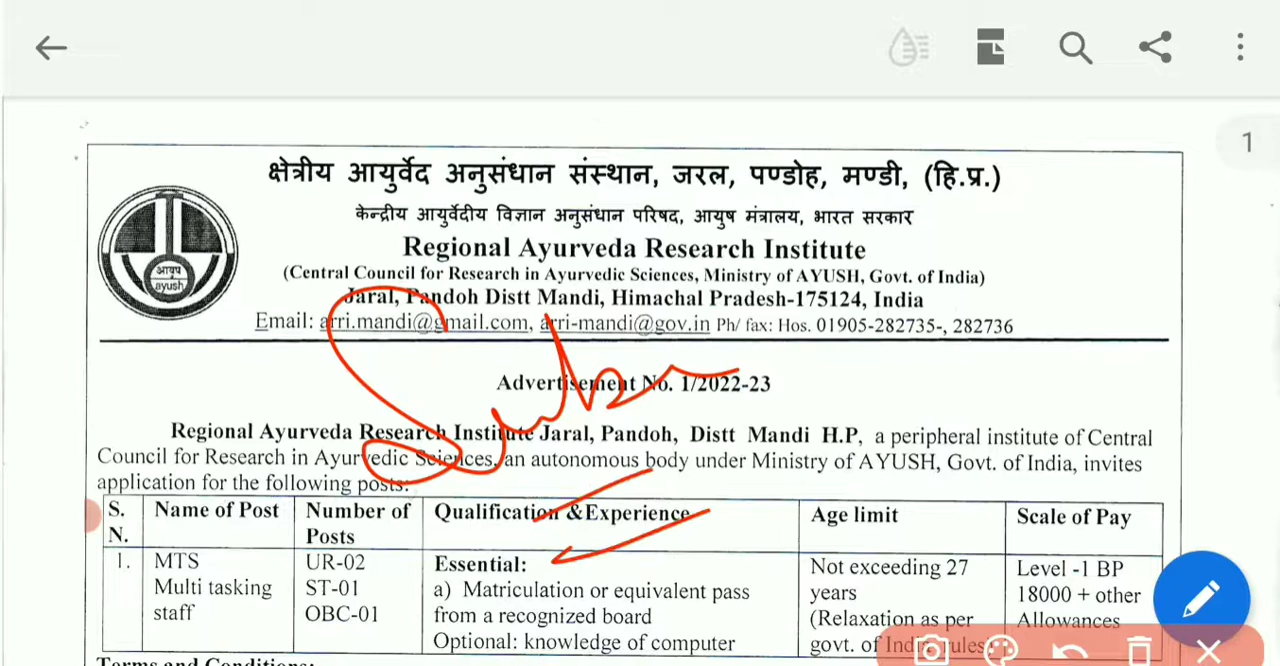 1
क्षेत्रीय आयुर्वेद अनुसंधान संस्थान, जरल, पण्डोह, मण्डी, (हि.प्र.)
केन्द्रीय आयुर्वेदीय विज्ञान अनुसंधान परिषद, आयुष मंत्रालय, भारत सरकार
आयुष
ayush
Regional Ayurveda Research Institute
(Central Council for Research in Ayurvedic Sciences, Ministry of AYUSH, Govt. of India)
Jaral, Pandoh Distt Mandi, Himachal Pradesh-175124, India
Email: arri.mandi@gmail.com, arri-mandi@gov.in Ph/ fax: Hos. 01905-282735-, 282736
Advertisement No. 1/2022-23
Regional Ayurveda Research Institute Jaral, Pandoh, Distt Mandi H.P, a peripheral institute of Central
Council for Research in Ayurvedic Sciences, an autonomous body under Ministry of AYUSH, Govt. of India, invites
application for the following posts:
S. N. Name of Post Number of Posts Qualification &Experience Age limit Scale of Pay
1. MTS UR-02 Essential: Not exceeding 27 Level -1 BP
Multi tasking ST-01 a) Matriculation or equivalent pass years 18000 + other
staff OBC-01 from a recognized board (Relaxation as per Allowances
Optional: knowledge of computer govt. of India rules)
Terms and Conditions: